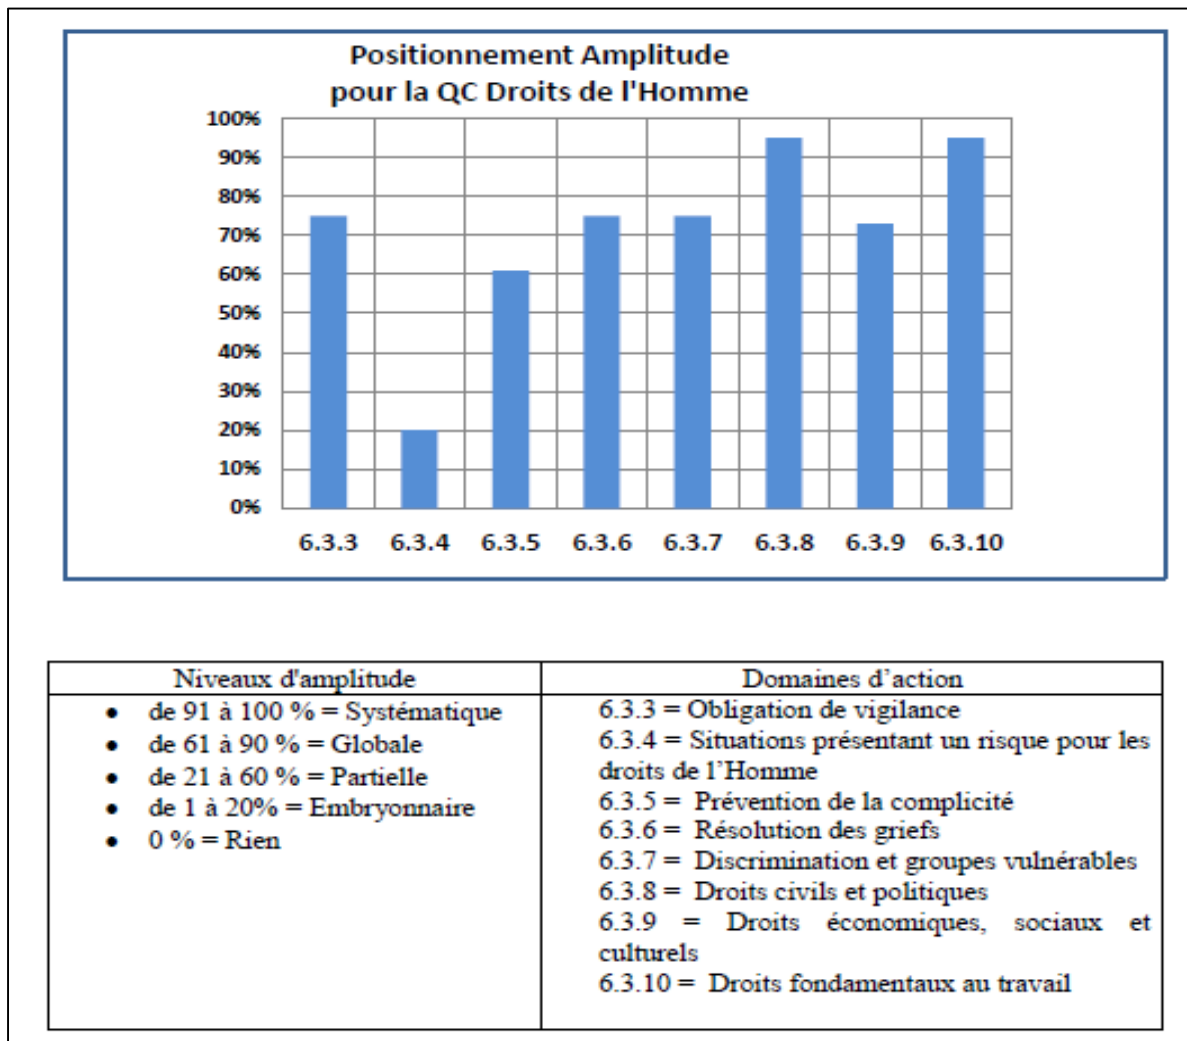 Positionnement Amplitude
pour la QC Droits de l'Homme
100%
90%
80%
70%
60%
50%
40%
30%
20%
10%
0%
6.3.3 6.3.4 6.3.5 6.3.6 6.3.7 6.3.8 6.3.9 6.3.10
Niveaux d'amplitude
• de 91 à 100 % = Systématique
• de 61 à 90 % = Globale
• de 21 à 60 % = Partielle
• de 1 à 20% = Embryonnaire
• 0 % = Rien
Domaines d’action
6.3.3 = Obligation de vigilance
6.3.4 = Situations présentant un risque pour les
droits de l’Homme
6.3.5 = Prévention de la complicité
6.3.6 = Résolution des griefs
6.3.7 = Discrimination et groupes vulnérables
6.3.8 = Droits civils et politiques
6.3.9 = Droits économiques, sociaux et
culturels
6.3.10 = Droits fondamentaux au travail